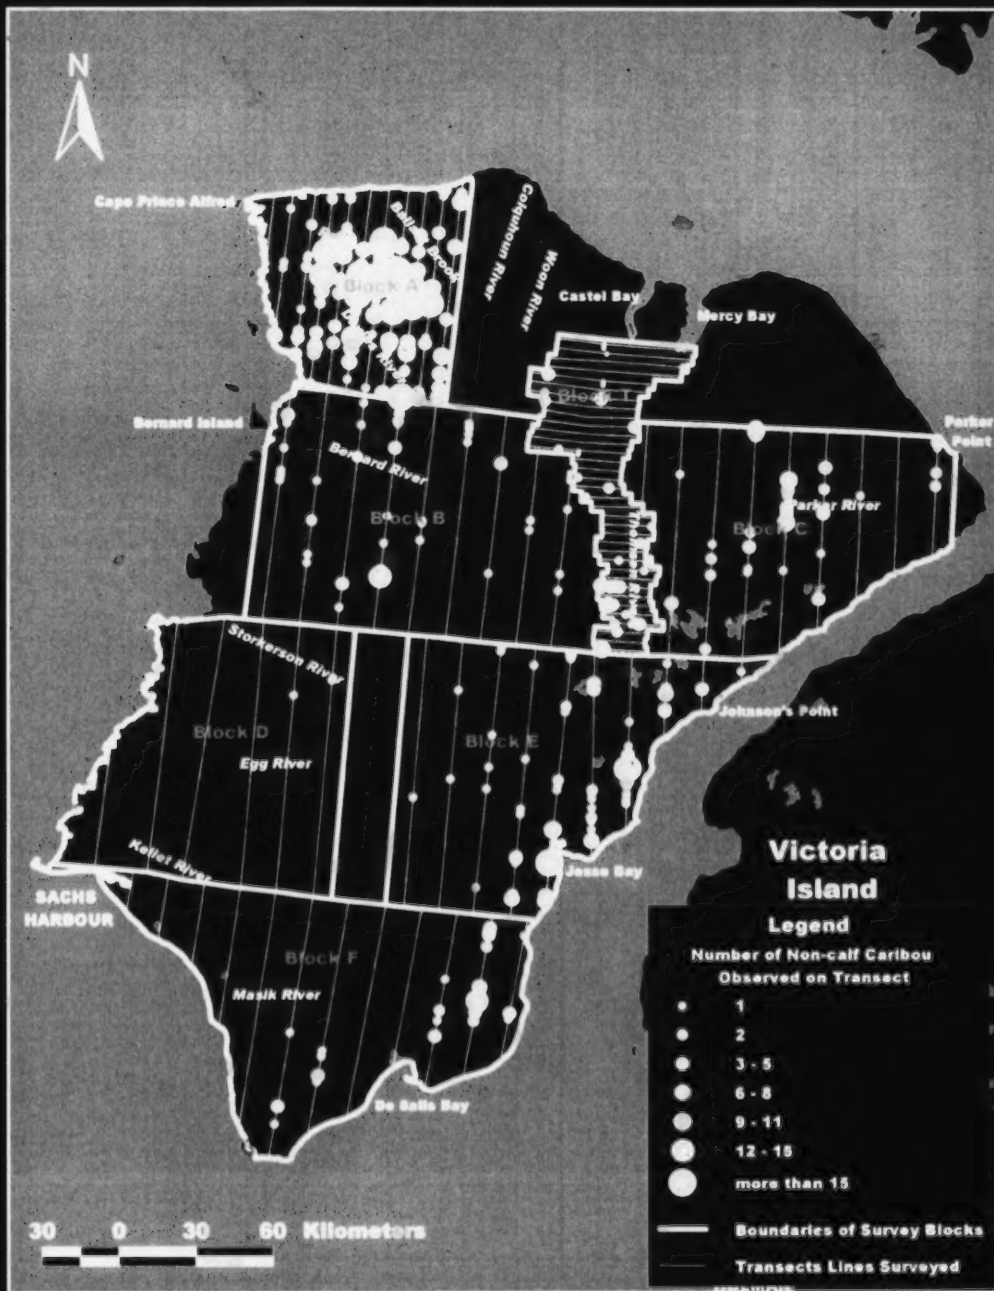 N
Cape Prince Alfred
Colquhoun River
Woon River
Block A
Castel Bay
Mercy Bay
Bernard Island
Parker
Point
Bernard River
Block B
Parker River
Block C
Storkerson River
Block D
Egg River
Block E
Johnson's Point
Kellet River
SACHS
HARBOUR
Jesse Bay
Block F
Masik River
De Salis Bay
Victoria
Island
Legend
Number of Non-calf Caribou
Observed on Transect
1
2
3 - 5
6 - 8
9 - 11
12 - 15
more than 15
Boundaries of Survey Blocks
Transects Lines Surveyed
30 0 30 60 Kilometers